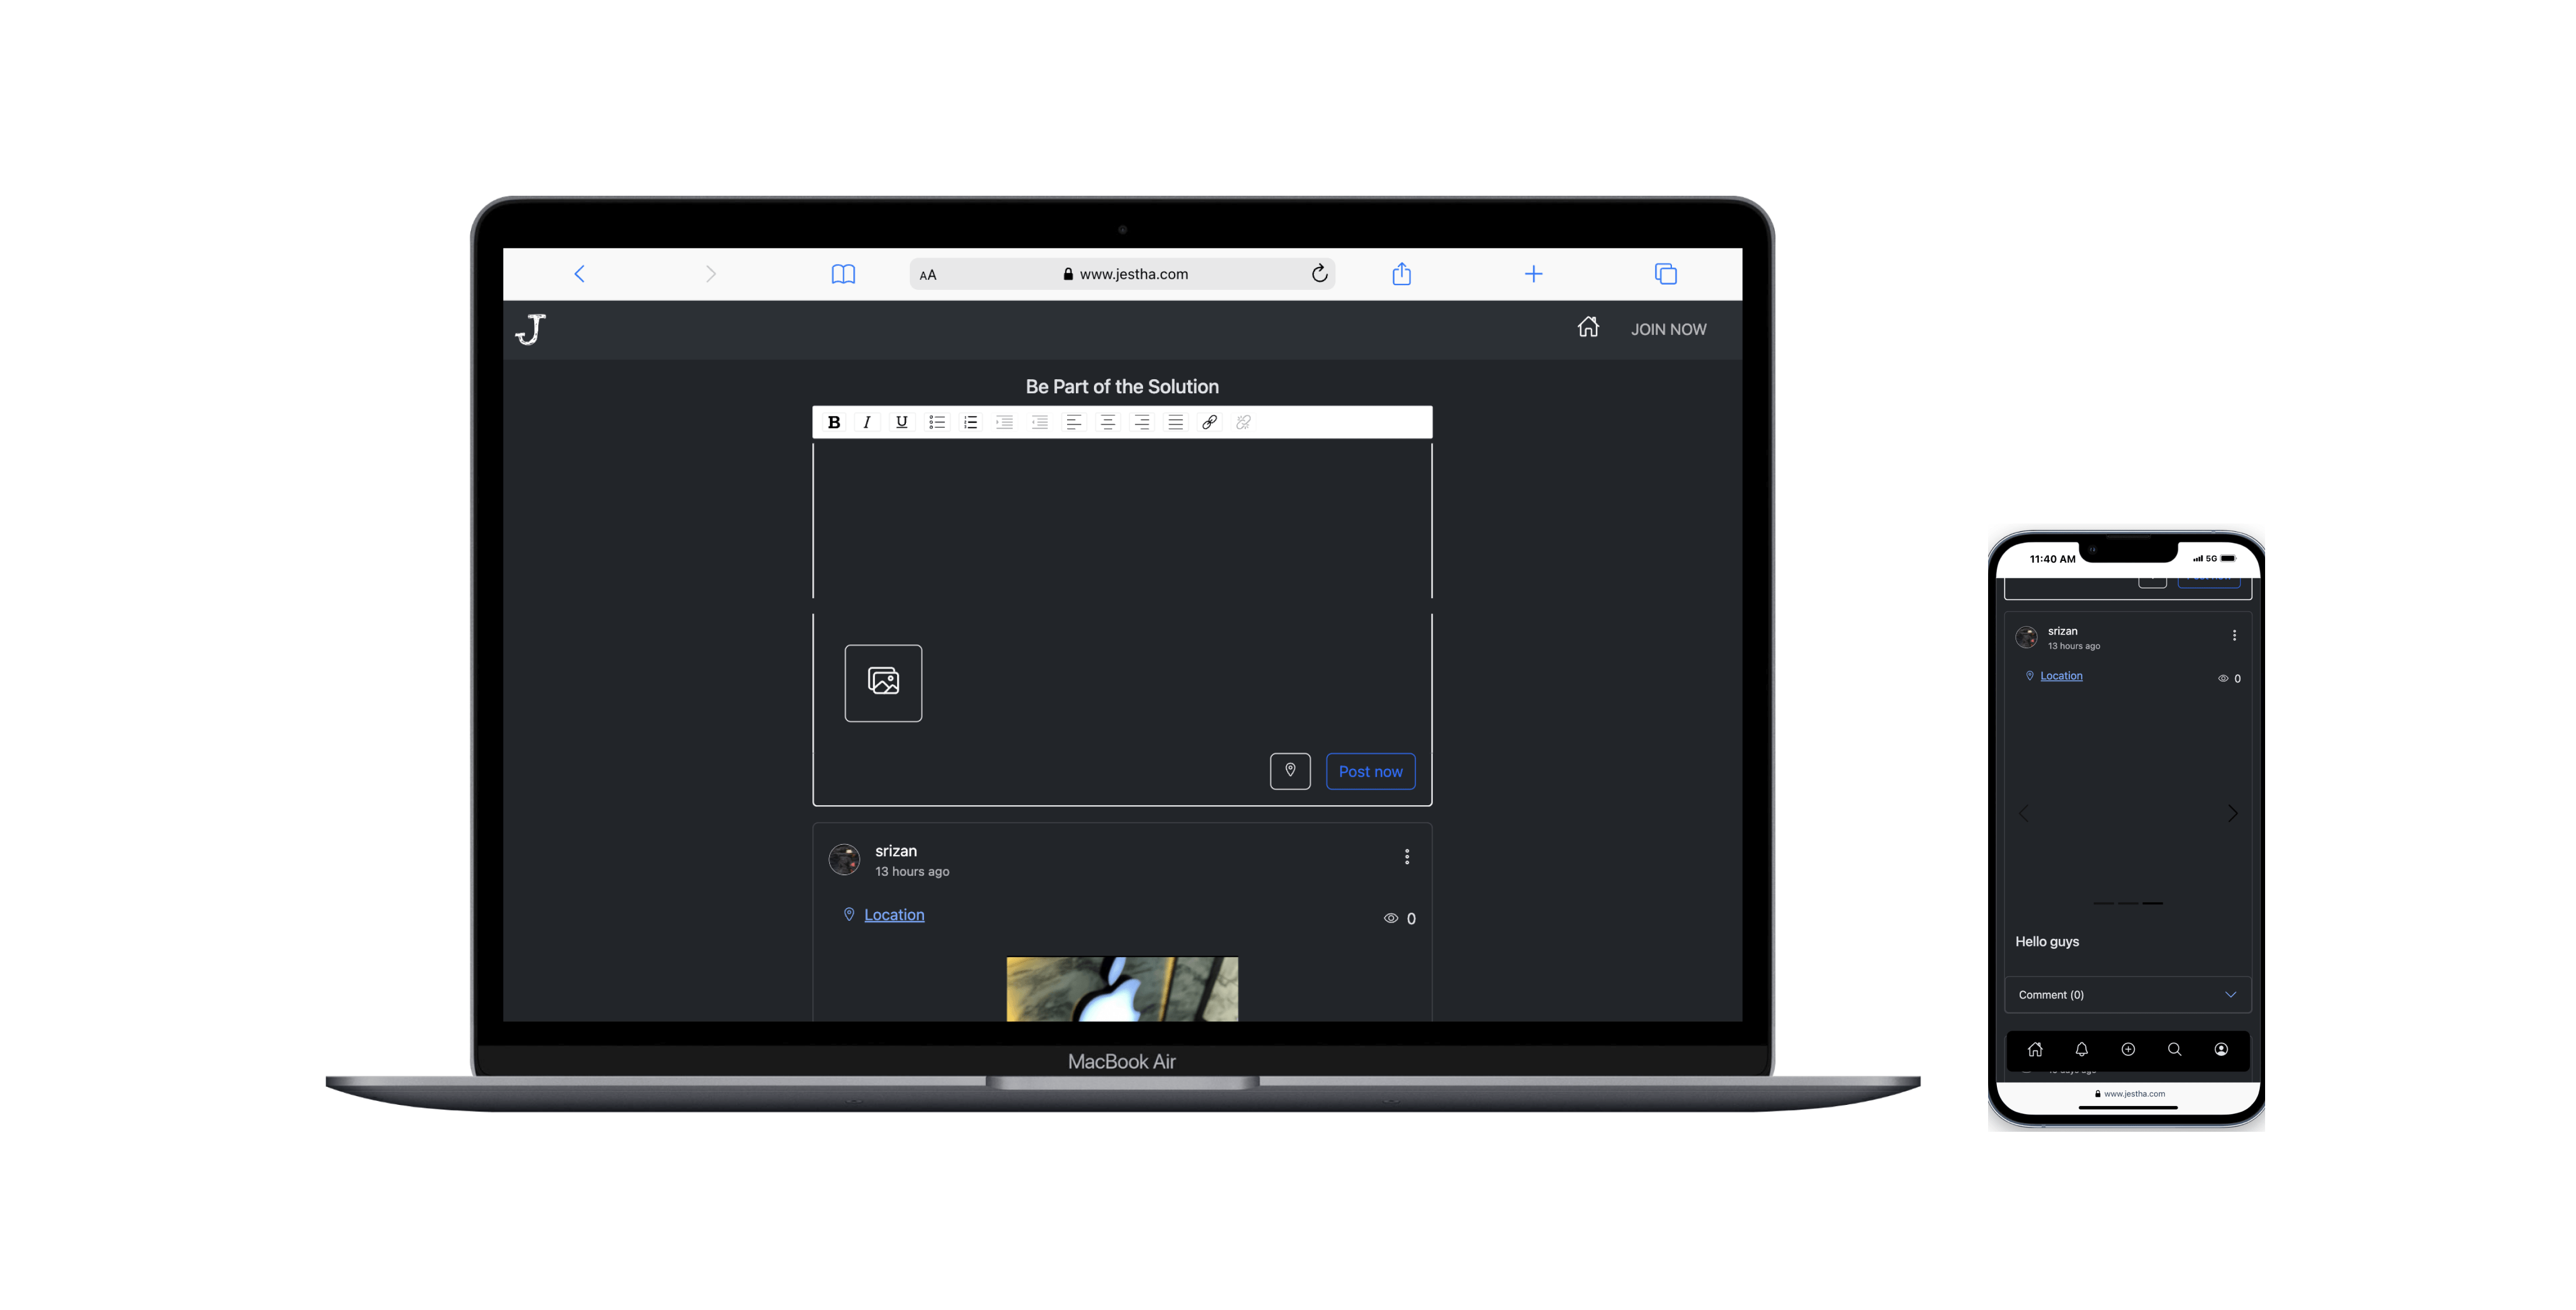 AA
www.jestha.com
J
JOIN NOW
Be Part of the Solution
B I U
Post now
srizan
13 hours ago
Location
0
MacBook Air
11:40 AM
5G
srizan
13 hours ago
Location
0
Hello guys
Comment (0)
www.jestha.com